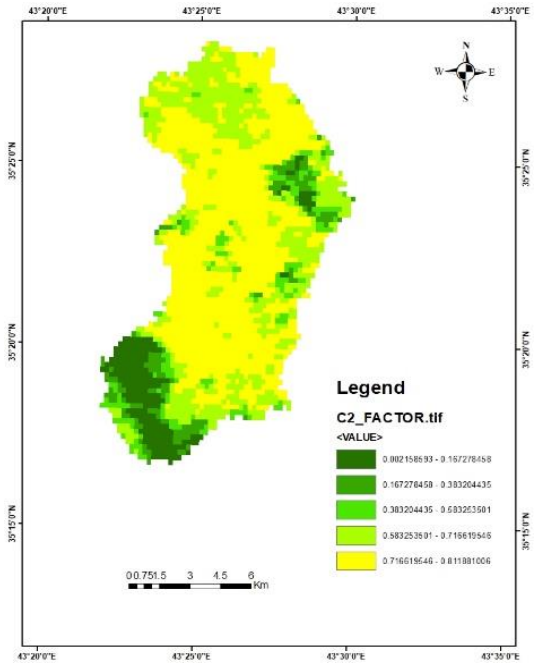 43°20'0"E 43°25'0"E 43°30'0"E 43°35'0"E
N
W E
S
35°25'0"N 35°25'0"N
35°20'0"N 35°20'0"N
Legend
C2_FACTOR.tif
<VALUE>
0.002158593 - 0.167278458
0.167278458 - 0.383204435
0.383204435 - 0.583253501
0.583253501 - 0.716619546
0.716619546 - 0.811881006
35°15'0"N 35°15'0"N
0 0.75 1.5 3 4.5 6
Km
43°20'0"E 43°25'0"E 43°30'0"E 43°35'0"E